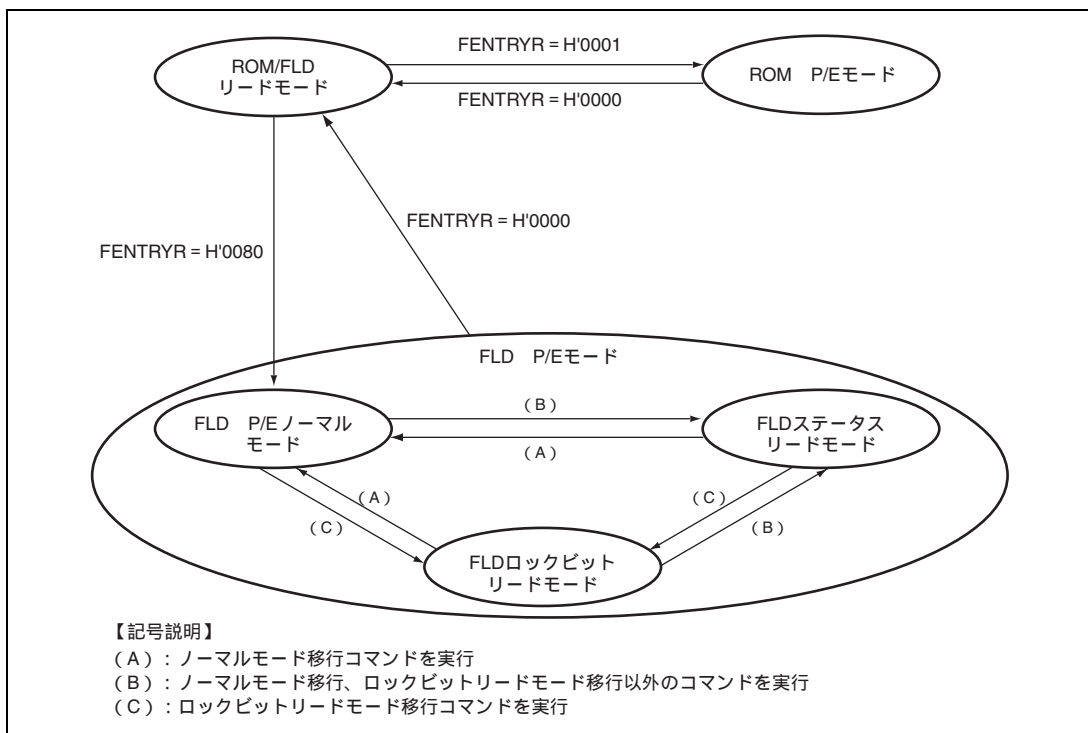 FENTRYR = H'0001
ROM/FLD
リードモード
ROM　P/Eモード
FENTRYR = H'0000
FENTRYR = H'0000
FENTRYR = H'0080
FLD　P/Eモード
FLD　P/Eノーマル
モード
(B)
FLDステータス
リードモード
(A)
(A)
(C)
(C)
(B)
FLDロックビット
リードモード
【記号説明】
(A)：ノーマルモード移行コマンドを実行
(B)：ノーマルモード移行、ロックビットリードモード移行以外のコマンドを実行
(C)：ロックビットリードモード移行コマンドを実行